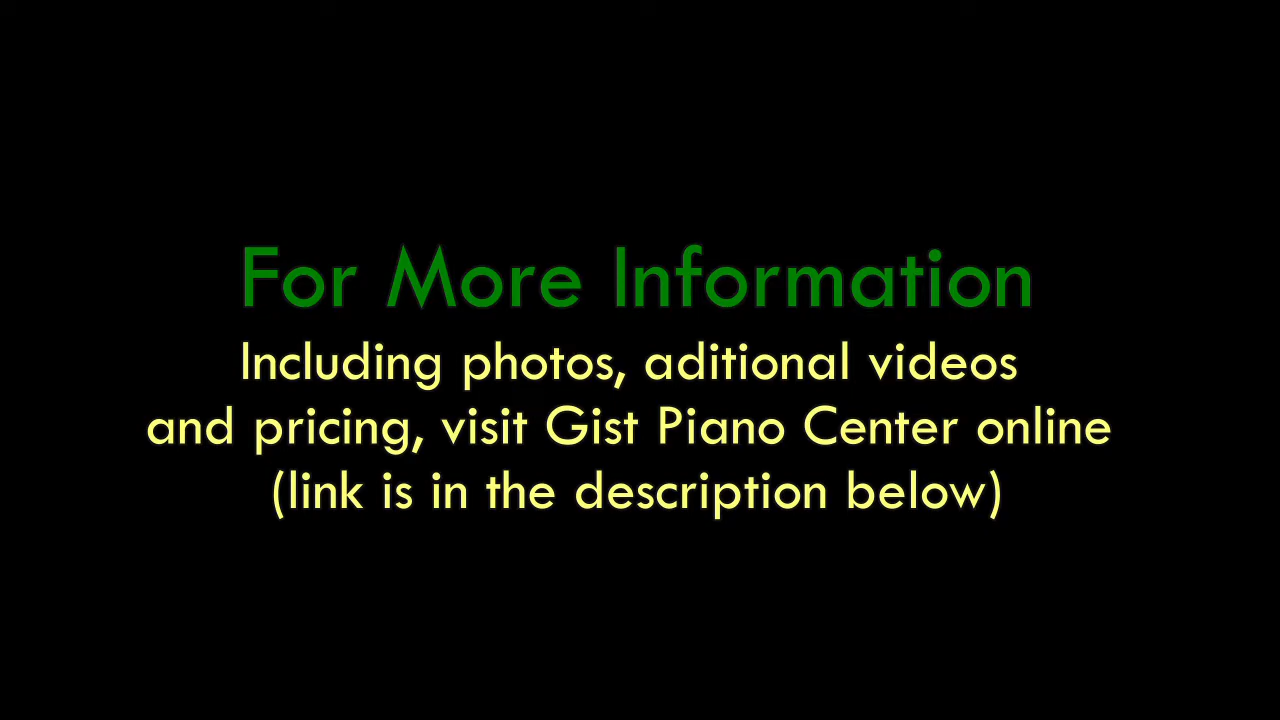 For More Information
Including photos, aditional videos
and pricing, visit Gist Piano Center online
(link is in the description below)